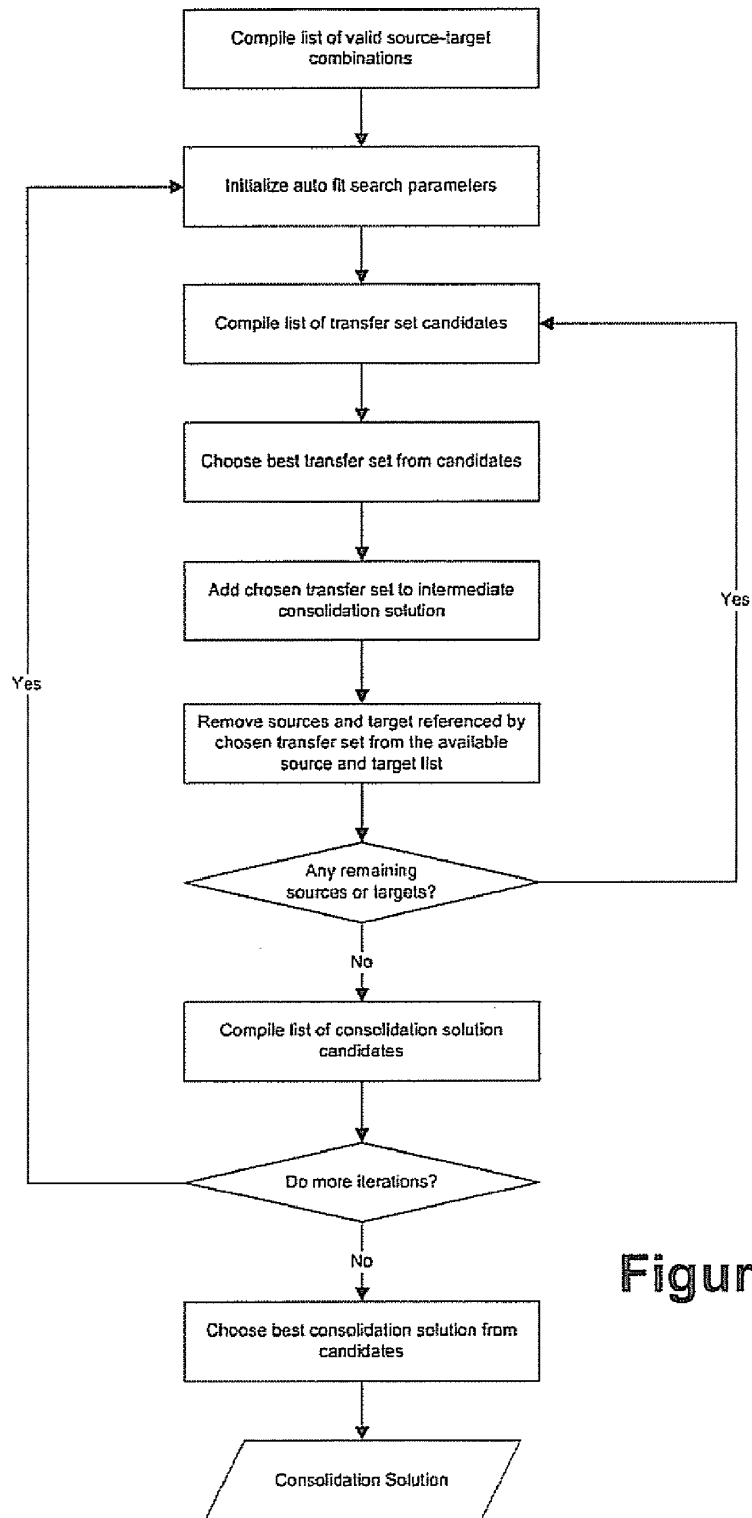 Compile list of valid source-target
combinations
Initialize auto fit search parameters
Compile list of transfer set candidates
Choose best transfer set from candidates
Add chosen transfer set to intermediate
consolidation solution
Yes
Yes
Remove sources and target referenced by
chosen transfer set from the available
source and target list
Any remaining
sources or targets?
No
Compile list of consolidation solution
candidates
Do more iterations?
No
Figur
Choose best consolidation solution from
candidates
Consolidation Solution